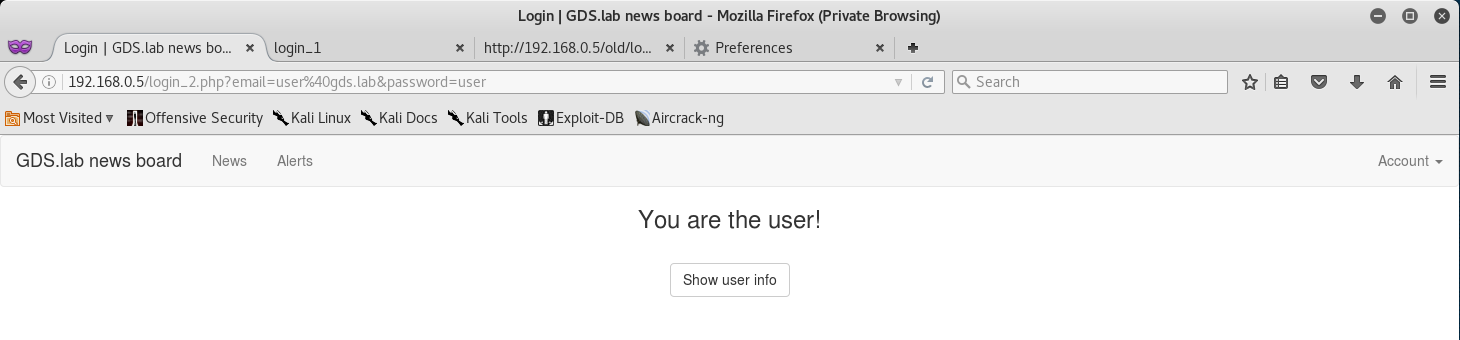 Login | GDS.lab news board - Mozilla Firefox (Private Browsing)
Login | GDS.lab news bo... login_1 http://192.168.0.5/old/lo... Preferences
192.168.0.5/login_2.php?email=user%40gds.lab&password=user Search
Most Visited Offensive Security Kali Linux Kali Docs Kali Tools Exploit-DB Aircrack-ng
GDS.lab news board News Alerts Account
You are the user!
Show user info